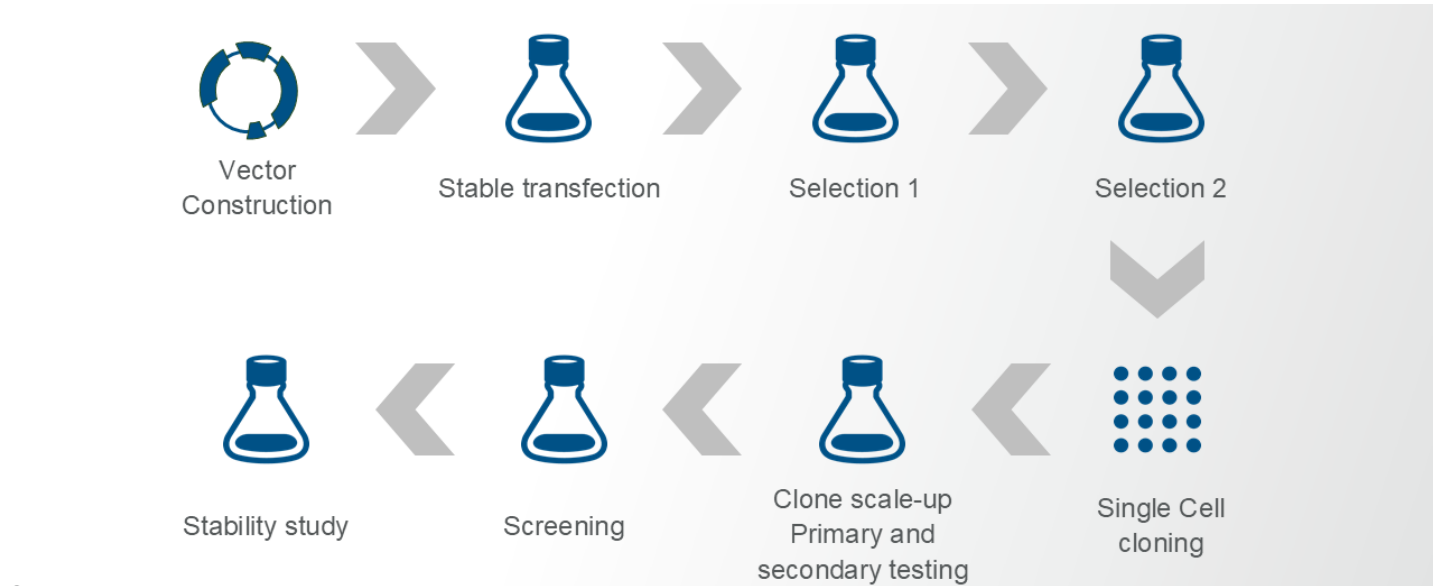 Vector
Construction
Stable transfection
Selection 1
Selection 2
Single Cell
cloning
Clone scale-up
Primary and
secondary testing
Screening
Stability study